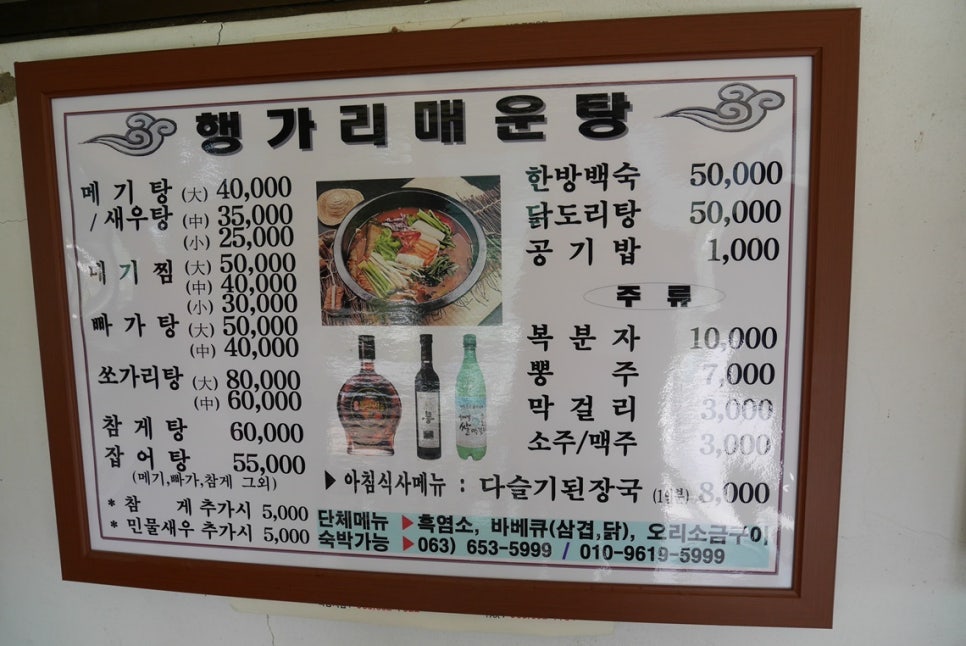 행가리매운탕
메기탕 (大) 40,000
/새우탕 (中) 35,000
(小) 25,000
메기찜 (大) 50,000
(中) 40,000
(小) 30,000
빠가탕 (大) 50,000
(中) 40,000
쏘가리탕 (大) 80,000
(中) 60,000
참게탕 60,000
잡어탕 55,000
(메기,빠가,참게 그외)
* 참 게 추가시 5,000
* 민물새우 추가시 5,000
한방백숙 50,000
닭도리탕 50,000
공기밥 1,000
주류
복분자 10,000
뽕주 7,000
막걸리 3,000
소주/맥주 3,000
▶아침식사메뉴 : 다슬기된장국 8,000
단체메뉴 ▶흑염소, 바베큐(삼겹,닭), 오리소금구이
숙박가능 ▶063) 653-5999 / 010-9619-5999